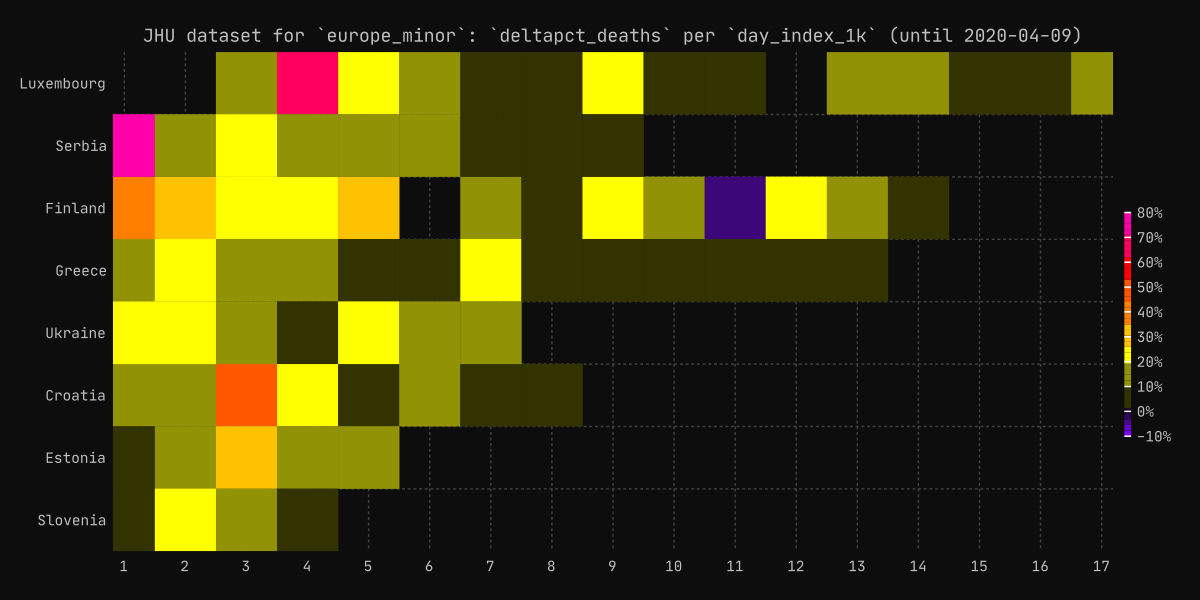 JHU dataset for `europe_minor`: `deltapct_deaths` per `day_index_1k` (until 2020-04-09)
Luxembourg
Serbia
Finland
Greece
Ukraine
Croatia
Estonia
Slovenia
1 2 3 4 5 6 7 8 9 10 11 12 13 14 15 16 17
80%
70%
60%
50%
40%
30%
20%
10%
0%
-10%